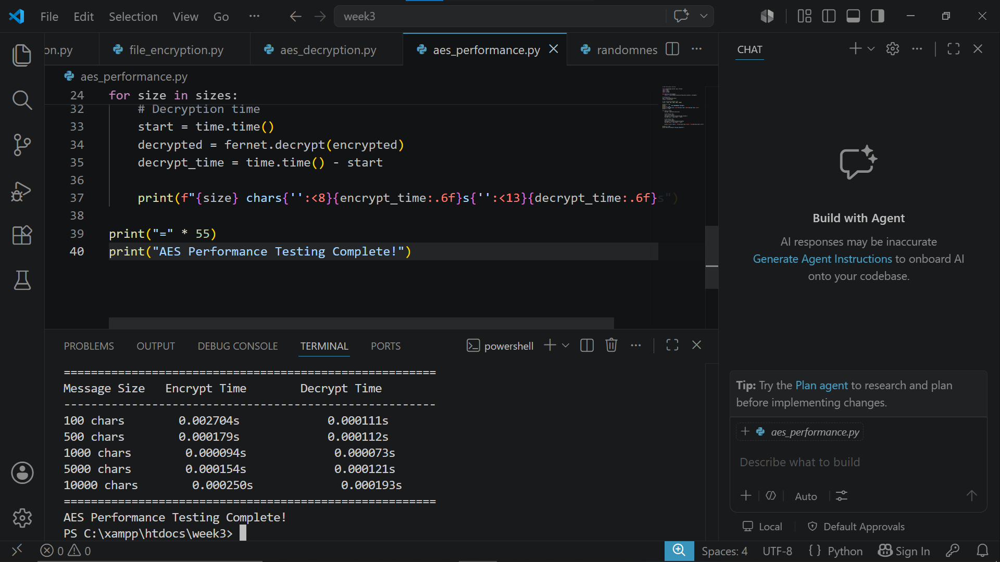 File Edit Selection View Go ··· week3
on.py file_encryption.py aes_decryption.py aes_performance.py randomnes ···
aes_performance.py
24 for size in sizes:
32 # Decryption time
33 start = time.time()
34 decrypted = fernet.decrypt(encrypted)
35 decrypt_time = time.time() - start
36
37 print(f"{size} chars{'':<8}{encrypt_time:.6f}s{'':<13}{decrypt_time:.6f}s")
38
39 print("=" * 55)
40 print("AES Performance Testing Complete!")
PROBLEMS OUTPUT DEBUG CONSOLE TERMINAL PORTS powershell
=======================================================
Message Size   Encrypt Time        Decrypt Time
-------------------------------------------------------
100 chars        0.002704s             0.000111s
500 chars        0.000179s             0.000112s
1000 chars        0.000094s             0.000073s
5000 chars        0.000154s             0.000121s
10000 chars        0.000250s             0.000193s
=======================================================
AES Performance Testing Complete!
PS C:\xampp\htdocs\week3>
CHAT
Build with Agent
AI responses may be inaccurate
Generate Agent Instructions to onboard AI
onto your codebase.
Tip: Try the Plan agent to research and plan
before implementing changes.
aes_performance.py
Describe what to build
Auto
Local Default Approvals
0 0 Spaces: 4 UTF-8 {} Python Sign In